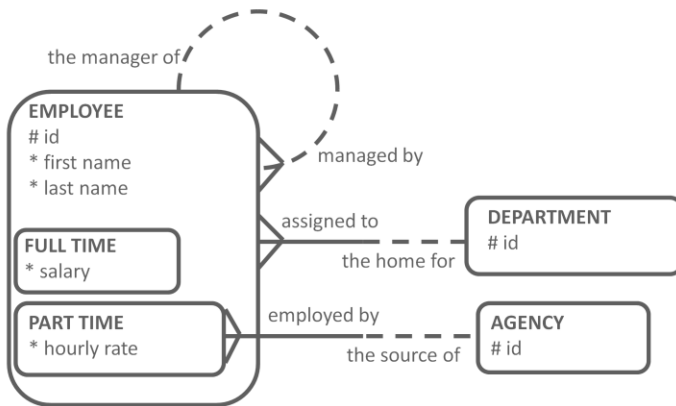 the manager of
EMPLOYEE
# id
* first name
* last name
managed by
assigned to
DEPARTMENT
# id
the home for
FULL TIME
* salary
PART TIME
* hourly rate
employed by
AGENCY
# id
the source of